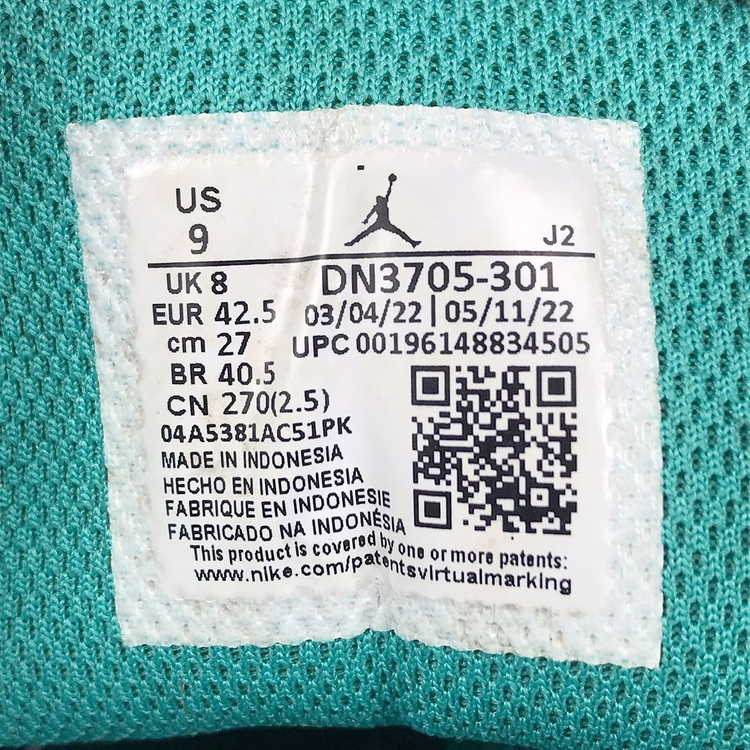 US
9
J2
UK 8
DN3705-301
EUR 42.5
03/04/22 | 05/11/22
cm 27
UPC 00196148834505
BR 40.5
CN 270(2.5)
04A5381AC51PK
MADE IN INDONESIA
HECHO EN INDONESIA
FABRIQUE EN INDONESIE
FABRICADO NA INDONÉSIA
This product is covered by one or more patents:
www.nike.com/patentsvirtualmarking